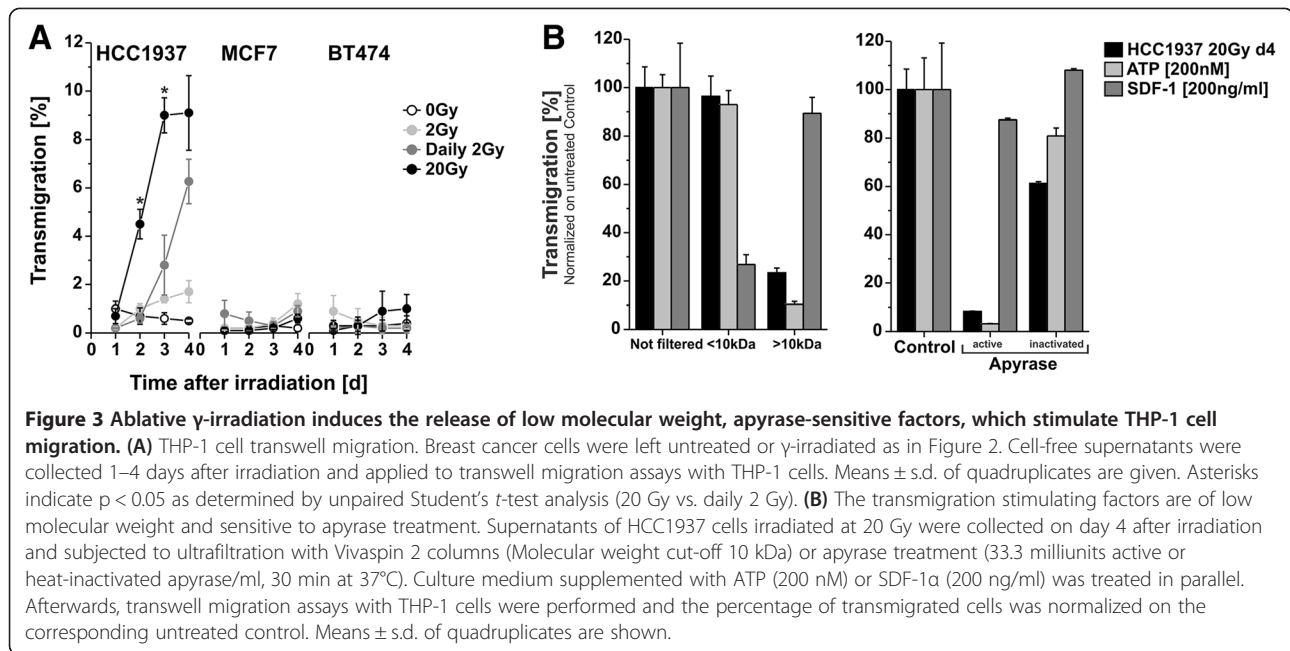 A
HCC1937 MCF7 BT474
Transmigration [%]
12
10
8
6
4
2
0
*
*
0Gy
2Gy
Daily 2Gy
20Gy
0 1 2 3 4 0 1 2 3 4 0 1 2 3 4
Time after irradiation [d]
B
Transmigration [%]
Normalized on untreated Control
120
100
80
60
40
20
0
Not filtered <10kDa >10kDa
120
100
80
60
40
20
0
Control active inactivated
Apyrase
HCC1937 20Gy d4
ATP [200nM]
SDF-1 [200ng/ml]
Figure 3 Ablative γ-irradiation induces the release of low molecular weight, apyrase-sensitive factors, which stimulate THP-1 cell
migration. (A) THP-1 cell transwell migration. Breast cancer cells were left untreated or γ-irradiated as in Figure 2. Cell-free supernatants were
collected 1–4 days after irradiation and applied to transwell migration assays with THP-1 cells. Means ± s.d. of quadruplicates are given. Asterisks
indicate p < 0.05 as determined by unpaired Student's t-test analysis (20 Gy vs. daily 2 Gy). (B) The transmigration stimulating factors are of low
molecular weight and sensitive to apyrase treatment. Supernatants of HCC1937 cells irradiated at 20 Gy were collected on day 4 after irradiation
and subjected to ultrafiltration with Vivaspin 2 columns (Molecular weight cut-off 10 kDa) or apyrase treatment (33.3 milliunits active or
heat-inactivated apyrase/ml, 30 min at 37°C). Culture medium supplemented with ATP (200 nM) or SDF-1α (200 ng/ml) was treated in parallel.
Afterwards, transwell migration assays with THP-1 cells were performed and the percentage of transmigrated cells was normalized on the
corresponding untreated control. Means ± s.d. of quadruplicates are shown.